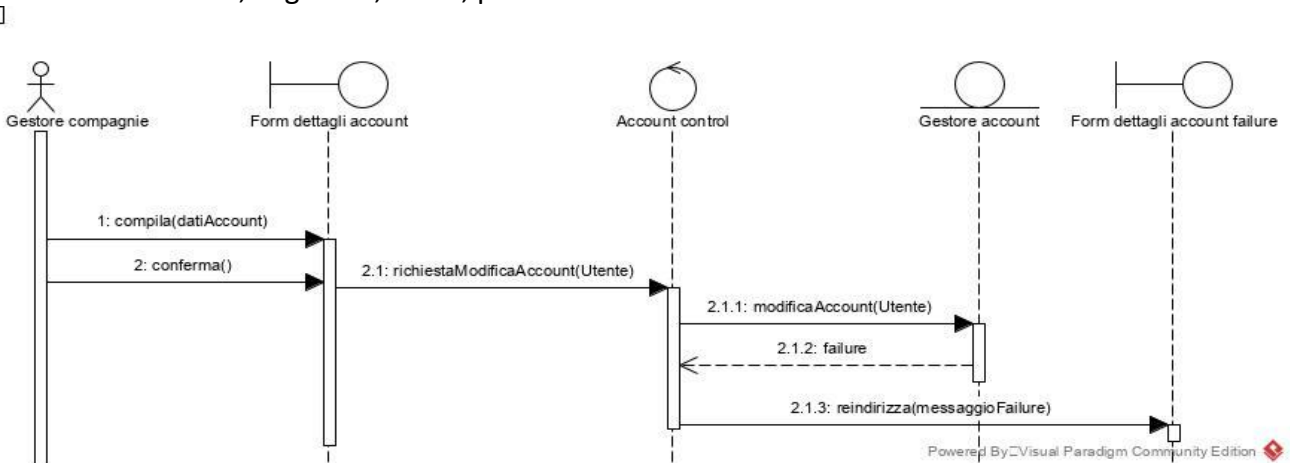 Gestore compagnie
Form dettagli account
Account control
Gestore account
Form dettagli account failure
1: compila(datiAccount)
2: conferma()
2.1: richiestaModificaAccount(Utente)
2.1.1: modificaAccount(Utente)
2.1.2: failure
2.1.3: reindirizza(messaggioFailure)
Powered By Visual Paradigm Community Edition